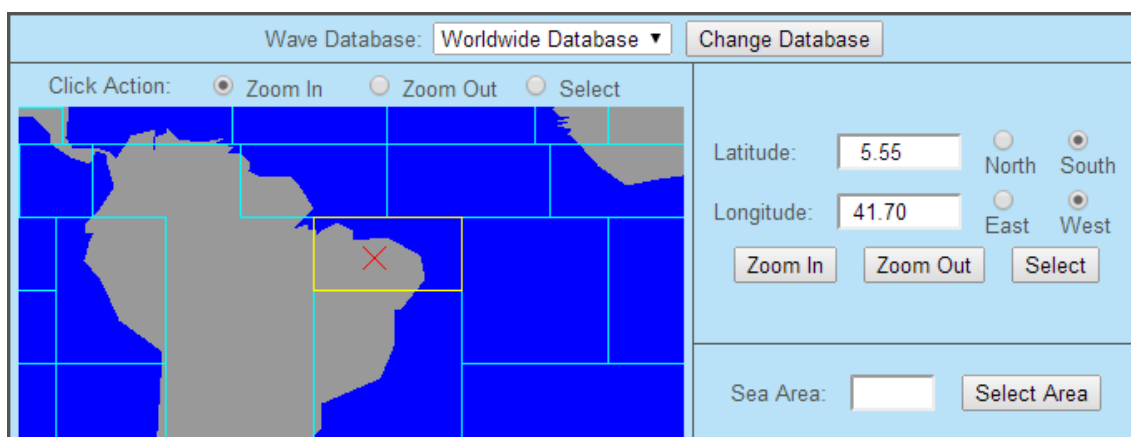 Wave Database: Worldwide Database Change Database
Click Action: Zoom In Zoom Out Select
Latitude: 5.55 North South
Longitude: 41.70 East West
Zoom In Zoom Out Select
Sea Area: Select Area